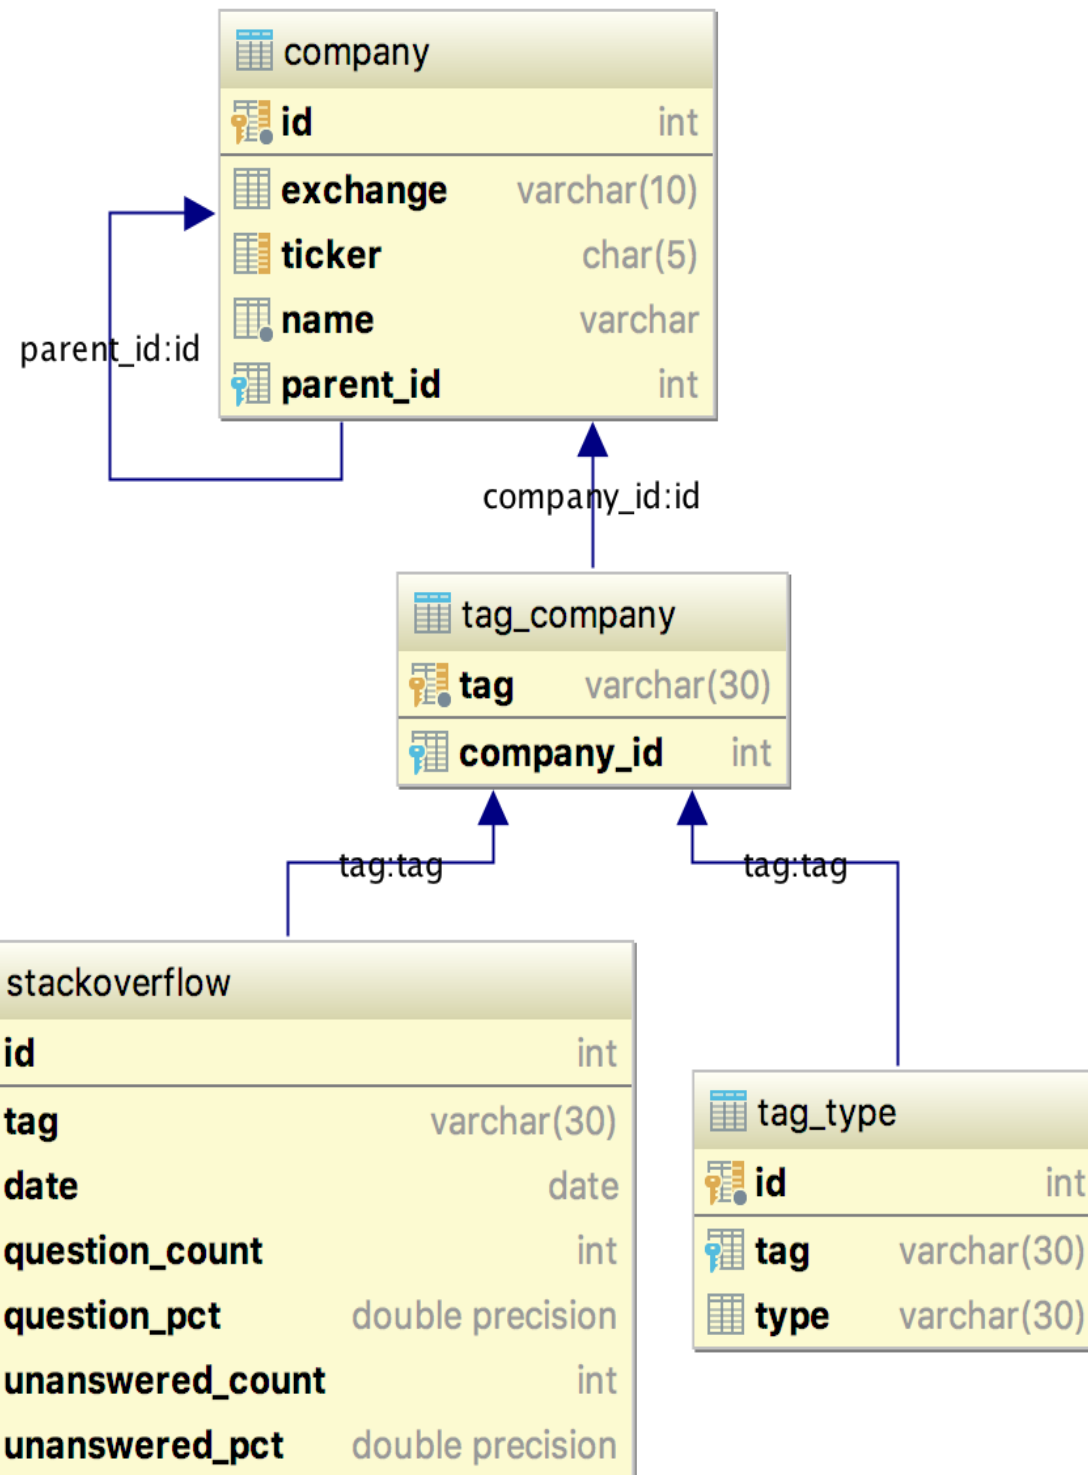 company
id int
exchange varchar(10)
ticker char(5)
name varchar
parent_id int
parent_id:id
company_id:id
tag_company
tag varchar(30)
company_id int
tag:tag
tag:tag
stackoverflow
id int
tag varchar(30)
date date
question_count int
question_pct double precision
unanswered_count int
unanswered_pct double precision
tag_type
id int
tag varchar(30)
type varchar(30)